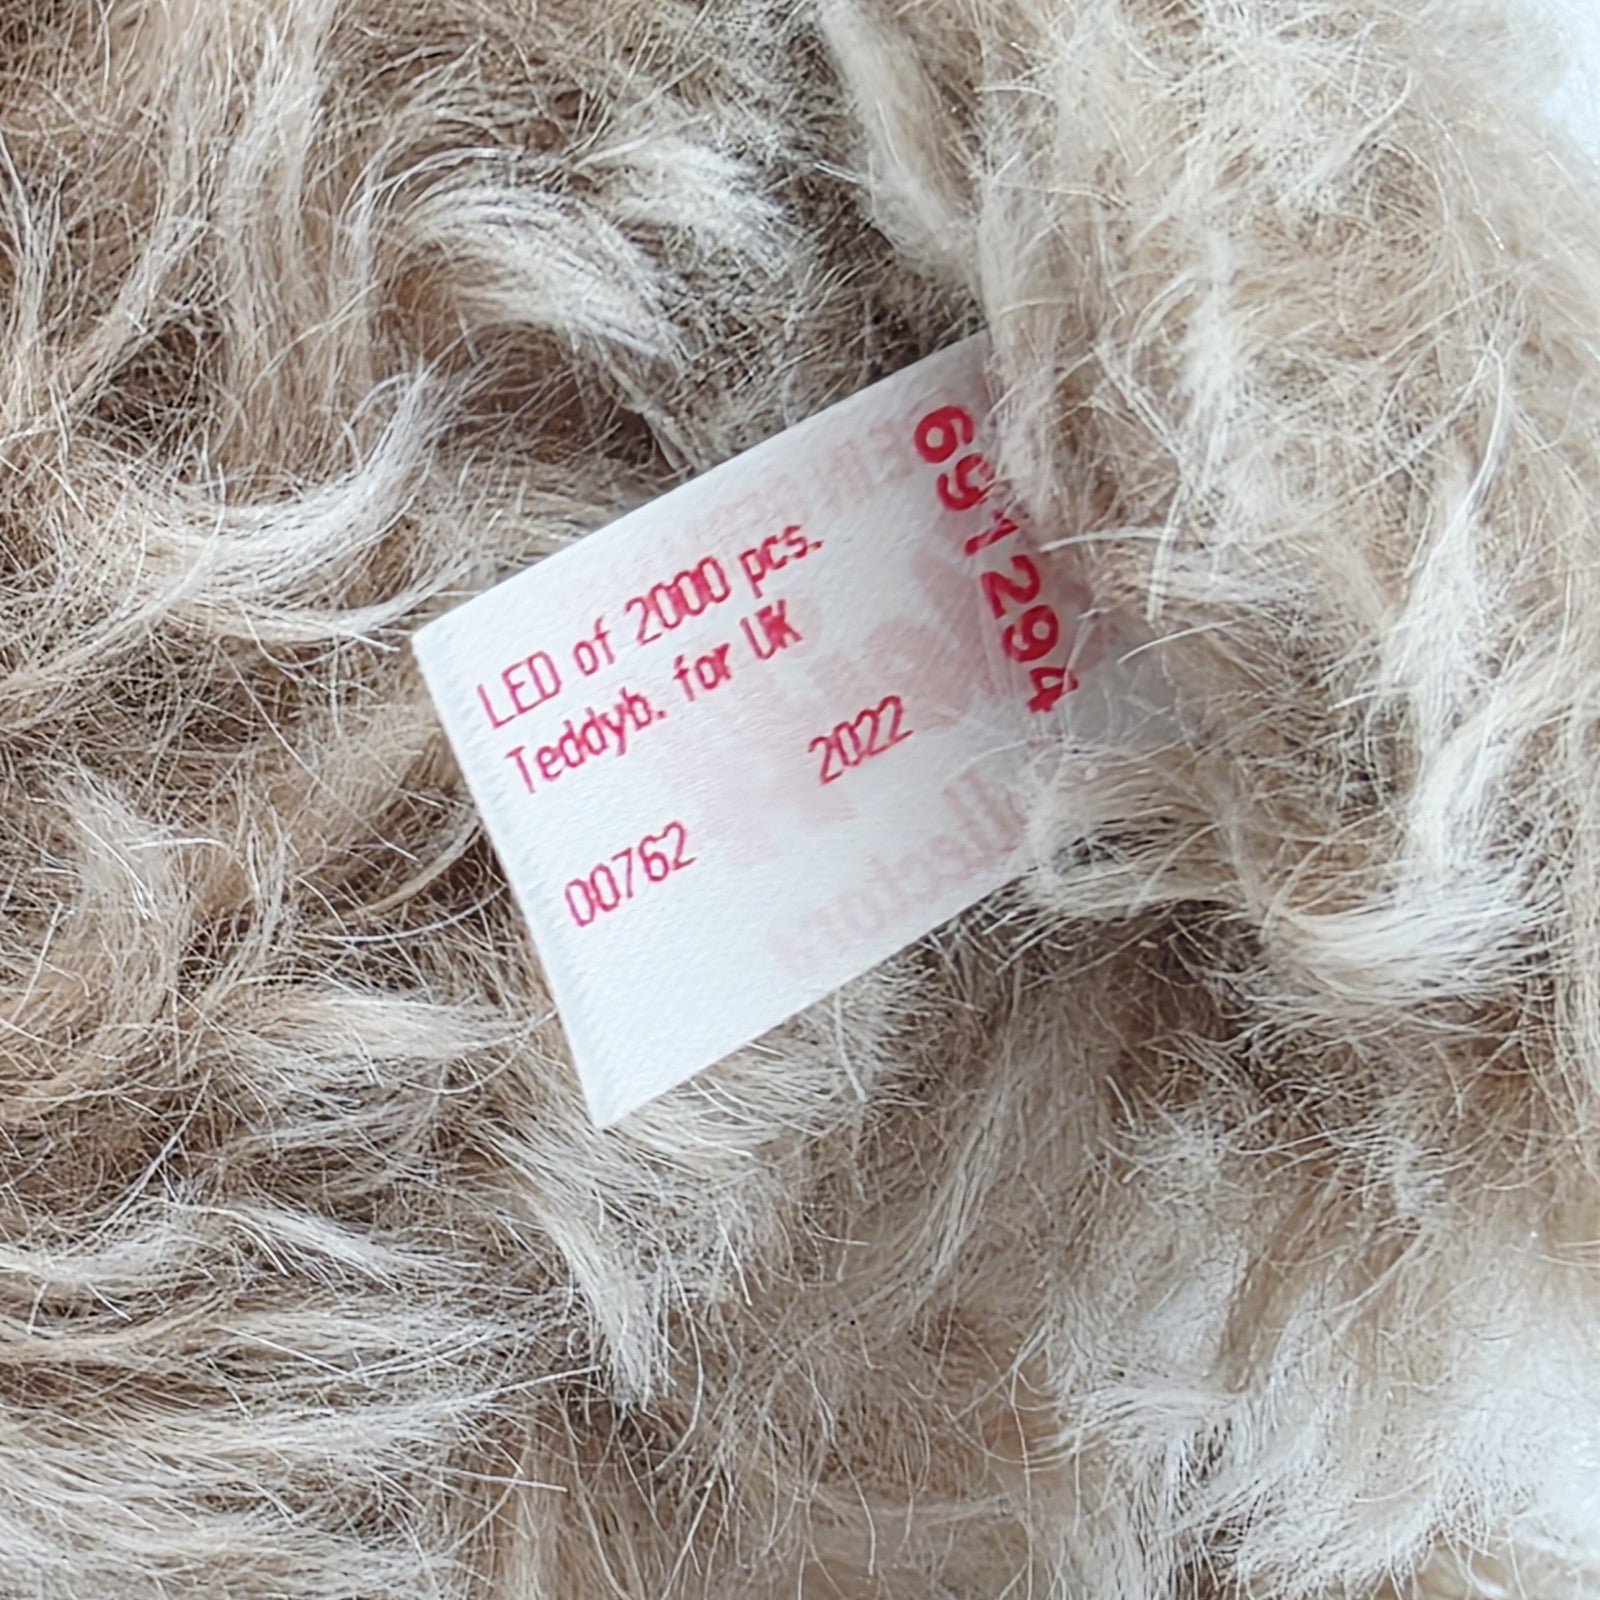 LED of 2000 pcs.
Teddyb. for UK
2022
00762
691294